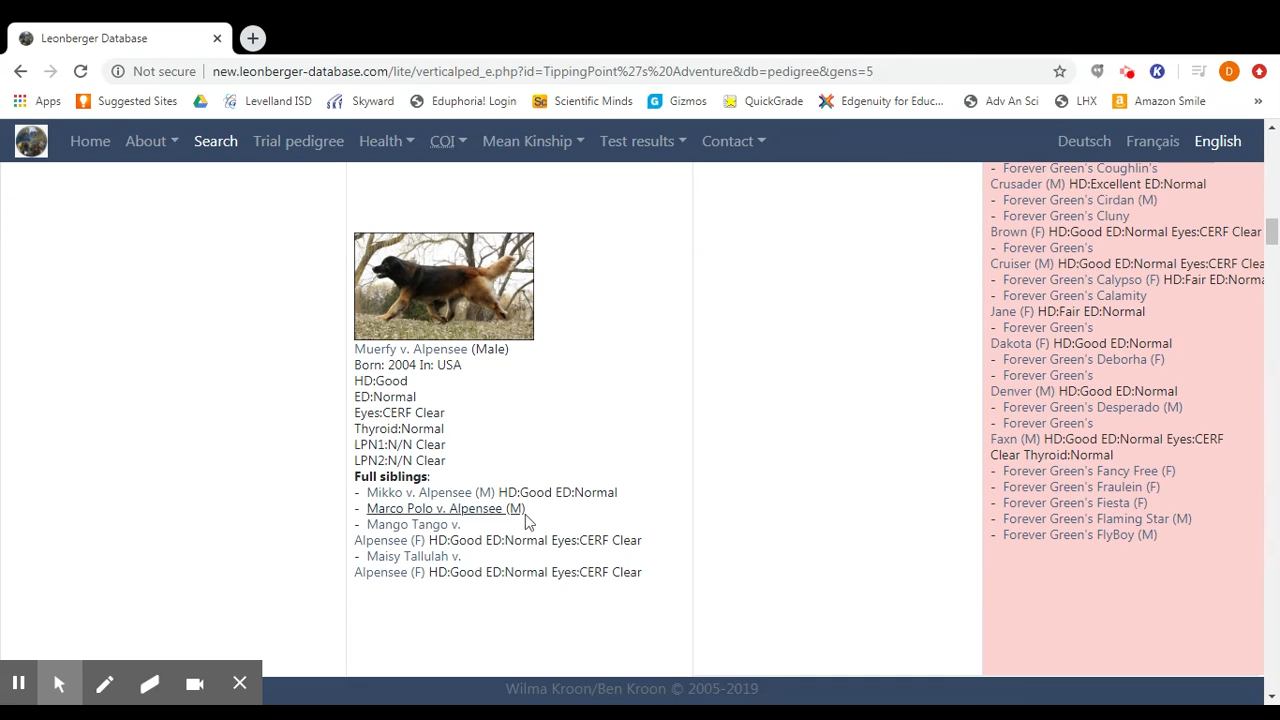 Leonberger Database
Not secure
new.leonberger-database.com/lite/verticalped_e.php?id=TippingPoint%27s%20Adventure&db=pedigree&gens=5
D
Apps
Suggested Sites
Levelland ISD
Skyward
Eduphoria! Login
Sc
Scientific Minds
G
Gizmos
QuickGrade
Edgenuity for Educ...
Adv An Sci
LHX
Amazon Smile
»
Home
About
Search
Trial pedigree
Health
COI
Mean Kinship
Test results
Contact
Deutsch
Français
English
Muerfy v. Alpensee (Male)
Born: 2004 In: USA
HD:Good
ED:Normal
Eyes:CERF Clear
Thyroid:Normal
LPN1:N/N Clear
LPN2:N/N Clear
Full siblings:
- Mikko v. Alpensee (M) HD:Good ED:Normal
- Marco Polo v. Alpensee (M)
- Mango Tango v.
Alpensee (F) HD:Good ED:Normal Eyes:CERF Clear
- Maisy Tallulah v.
Alpensee (F) HD:Good ED:Normal Eyes:CERF Clear
- Forever Green's Coughlin's
Crusader (M) HD:Excellent ED:Normal
- Forever Green's Cirdan (M)
- Forever Green's Cluny
Brown (F) HD:Good ED:Normal Eyes:CERF Clear
- Forever Green's
Cruiser (M) HD:Good ED:Normal Eyes:CERF Clea
- Forever Green's Calypso (F) HD:Fair ED:Norma
- Forever Green's Calamity
Jane (F) HD:Fair ED:Normal
- Forever Green's
Dakota (F) HD:Good ED:Normal
- Forever Green's Deborha (F)
- Forever Green's
Denver (M) HD:Good ED:Normal
- Forever Green's Desperado (M)
- Forever Green's
Faxn (M) HD:Good ED:Normal Eyes:CERF
Clear Thyroid:Normal
- Forever Green's Fancy Free (F)
- Forever Green's Fraulein (F)
- Forever Green's Fiesta (F)
- Forever Green's Flaming Star (M)
- Forever Green's FlyBoy (M)
Wilma Kroon/Ben Kroon © 2005-2019